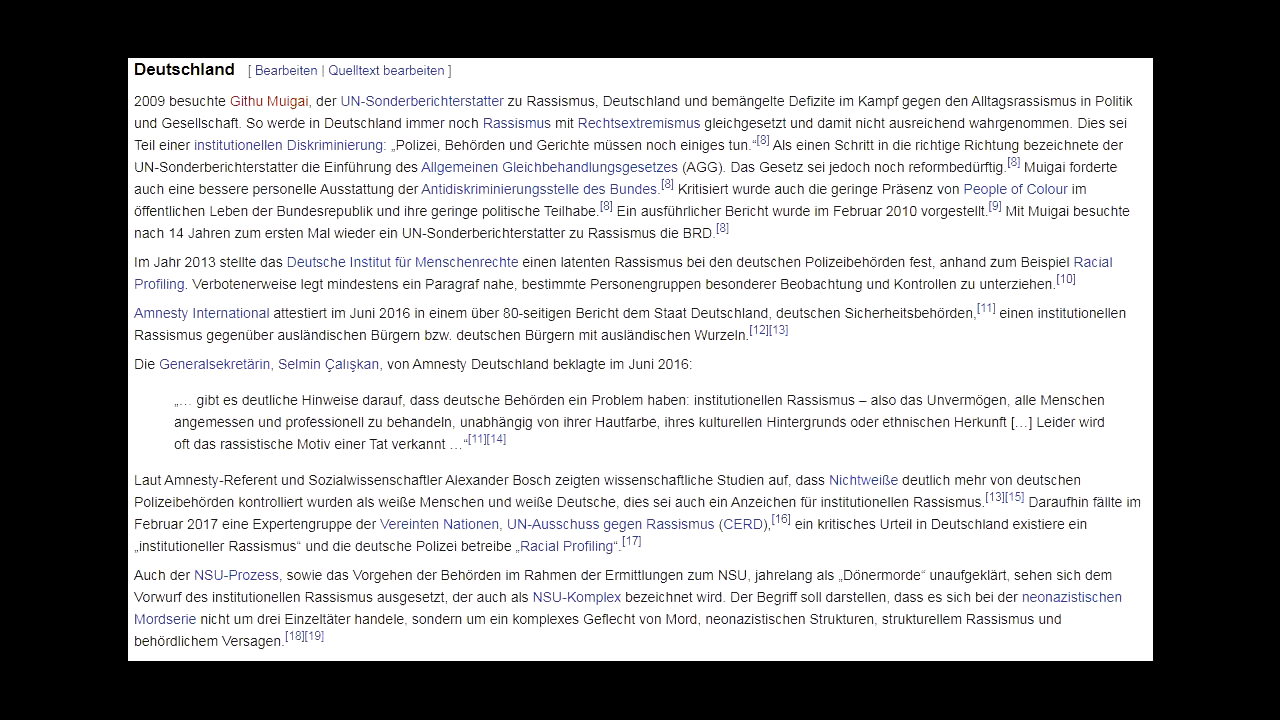 Deutschland [ Bearbeiten | Quelltext bearbeiten ]
2009 besuchte Githu Muigai, der UN-Sonderberichterstatter zu Rassismus, Deutschland und bemängelte Defizite im Kampf gegen den Alltagsrassismus in Politik
und Gesellschaft. So werde in Deutschland immer noch Rassismus mit Rechtsextremismus gleichgesetzt und damit nicht ausreichend wahrgenommen. Dies sei
Teil einer institutionellen Diskriminierung: „Polizei, Behörden und Gerichte müssen noch einiges tun.“[8] Als einen Schritt in die richtige Richtung bezeichnete der
UN-Sonderberichterstatter die Einführung des Allgemeinen Gleichbehandlungsgesetzes (AGG). Das Gesetz sei jedoch noch reformbedürftig.[8] Muigai forderte
auch eine bessere personelle Ausstattung der Antidiskriminierungsstelle des Bundes.[8] Kritisiert wurde auch die geringe Präsenz von People of Colour im
öffentlichen Leben der Bundesrepublik und ihre geringe politische Teilhabe.[8] Ein ausführlicher Bericht wurde im Februar 2010 vorgestellt.[9] Mit Muigai besuchte
nach 14 Jahren zum ersten Mal wieder ein UN-Sonderberichterstatter zu Rassismus die BRD.[8]
Im Jahr 2013 stellte das Deutsche Institut für Menschenrechte einen latenten Rassismus bei den deutschen Polizeibehörden fest, anhand zum Beispiel Racial
Profiling. Verbotenerweise legt mindestens ein Paragraf nahe, bestimmte Personengruppen besonderer Beobachtung und Kontrollen zu unterziehen.[10]
Amnesty International attestiert im Juni 2016 in einem über 80-seitigen Bericht dem Staat Deutschland, deutschen Sicherheitsbehörden,[11] einen institutionellen
Rassismus gegenüber ausländischen Bürgern bzw. deutschen Bürgern mit ausländischen Wurzeln.[12][13]
Die Generalsekretärin, Selmin Çalışkan, von Amnesty Deutschland beklagte im Juni 2016:
„… gibt es deutliche Hinweise darauf, dass deutsche Behörden ein Problem haben: institutionellen Rassismus – also das Unvermögen, alle Menschen
angemessen und professionell zu behandeln, unabhängig von ihrer Hautfarbe, ihres kulturellen Hintergrunds oder ethnischen Herkunft […] Leider wird
oft das rassistische Motiv einer Tat verkannt …“[11][14]
Laut Amnesty-Referent und Sozialwissenschaftler Alexander Bosch zeigten wissenschaftliche Studien auf, dass Nichtweiße deutlich mehr von deutschen
Polizeibehörden kontrolliert wurden als weiße Menschen und weiße Deutsche, dies sei auch ein Anzeichen für institutionellen Rassismus.[13][15] Daraufhin fällte im
Februar 2017 eine Expertengruppe der Vereinten Nationen, UN-Ausschuss gegen Rassismus (CERD),[16] ein kritisches Urteil in Deutschland existiere ein
„institutioneller Rassismus“ und die deutsche Polizei betreibe „Racial Profiling“.[17]
Auch der NSU-Prozess, sowie das Vorgehen der Behörden im Rahmen der Ermittlungen zum NSU, jahrelang als „Dönermorde“ unaufgeklärt, sehen sich dem
Vorwurf des institutionellen Rassismus ausgesetzt, der auch als NSU-Komplex bezeichnet wird. Der Begriff soll darstellen, dass es sich bei der neonazistischen
Mordserie nicht um drei Einzeltäter handele, sondern um ein komplexes Geflecht von Mord, neonazistischen Strukturen, strukturellem Rassismus und
behördlichem Versagen.[18][19]